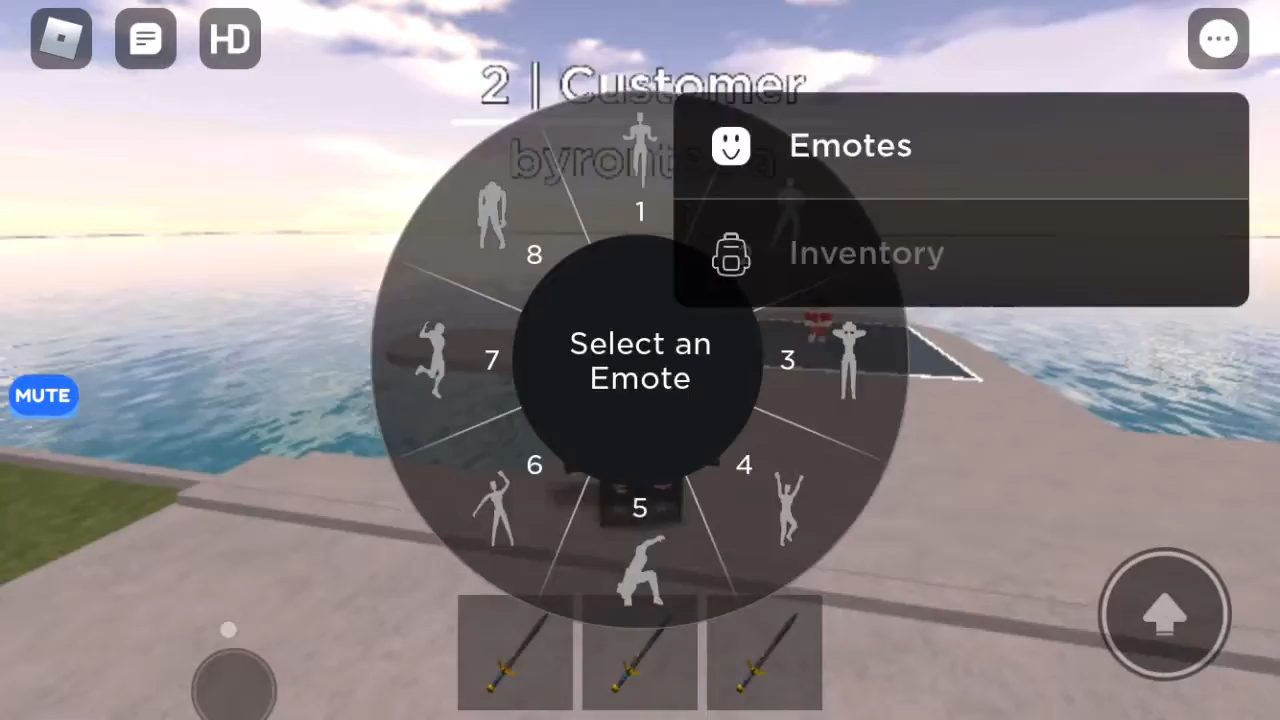 HD
2 | Customer
Emotes
Inventory
1
8
Select an
Emote
7
3
MUTE
6
4
5